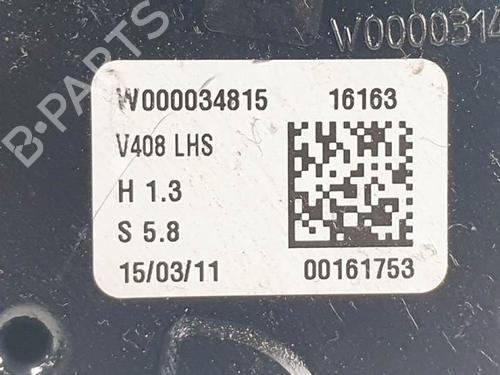 W0000314
W000034815 16163
V408 LHS
H 1.3
S 5.8
15/03/11 00161753
B-Parts